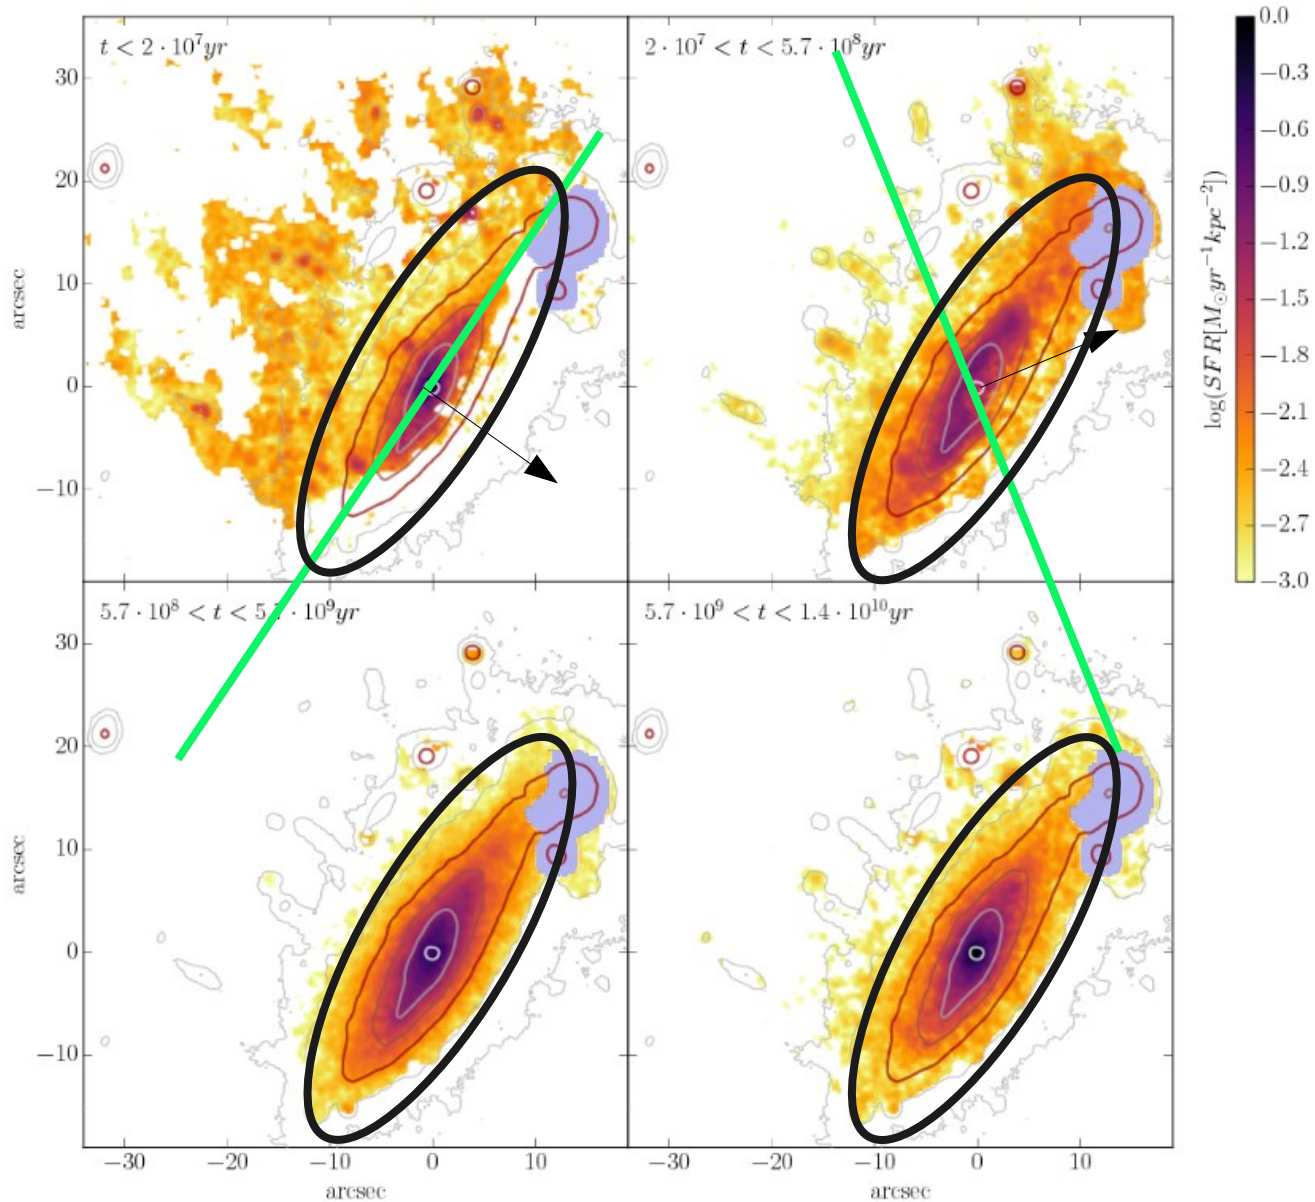 t < 2 · 10⁷yr
2 · 10⁷ < t < 5.7 · 10⁸yr
0.0
−0.3
−0.6
−0.9
−1.2
−1.5
−1.8
−2.1
−2.4
−2.7
−3.0
log(SFR[M⊙yr⁻¹kpc⁻²])
30
20
10
0
−10
arcsec
5.7 · 10⁸ < t < 5. · 10⁹yr
5.7 · 10⁹ < t < 1.4 · 10¹⁰yr
30
20
10
0
−10
arcsec
−30 −20 −10 0 10
−30 −20 −10 0 10
arcsec
arcsec